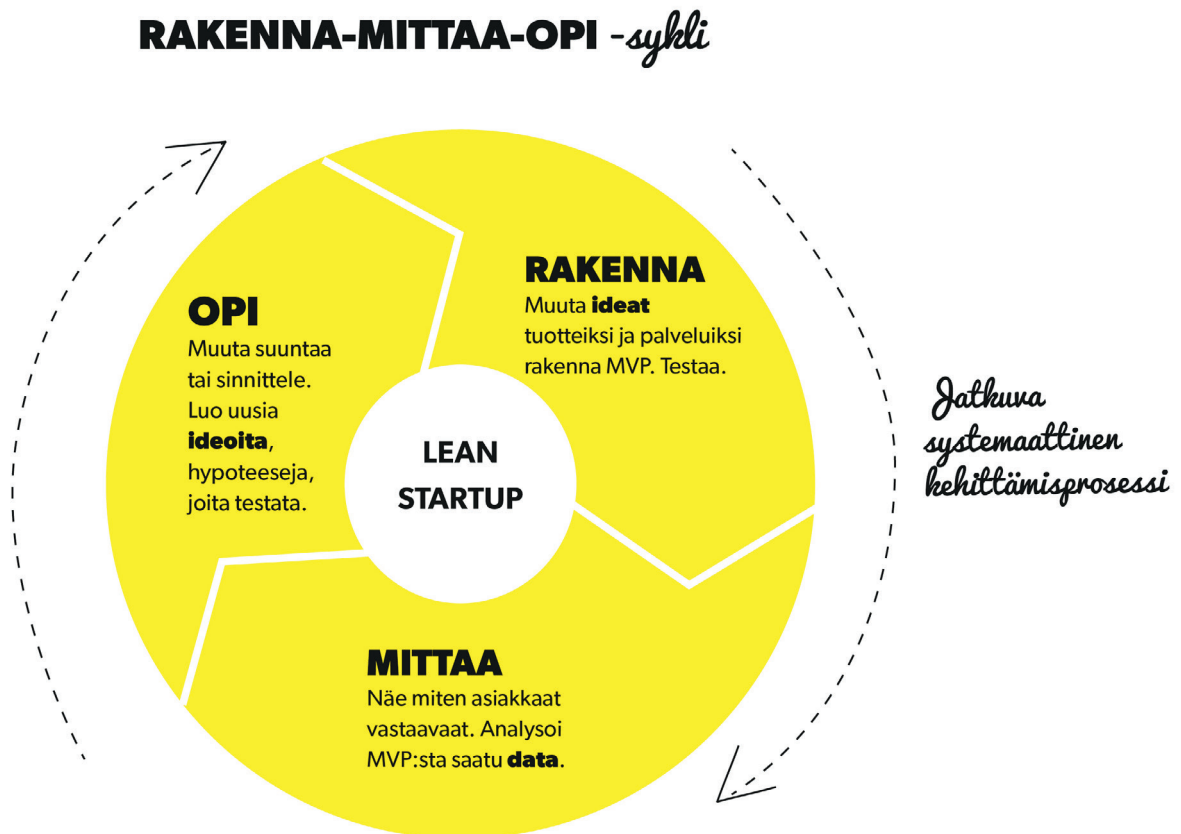 RAKENNA-MITTAA-OPI -sykli
RAKENNA
Muuta ideat
tuotteiksi ja palveluiksi
rakenna MVP. Testaa.
OPI
Muuta suuntaa
tai sinnittele.
Luo uusia
ideoita,
hypoteeseja,
joita testata.
LEAN
STARTUP
Jatkuva
systemaattinen
kehittämisprosessi
MITTAA
Näe miten asiakkaat
vastaavaat. Analysoi
MVP:sta saatu data.